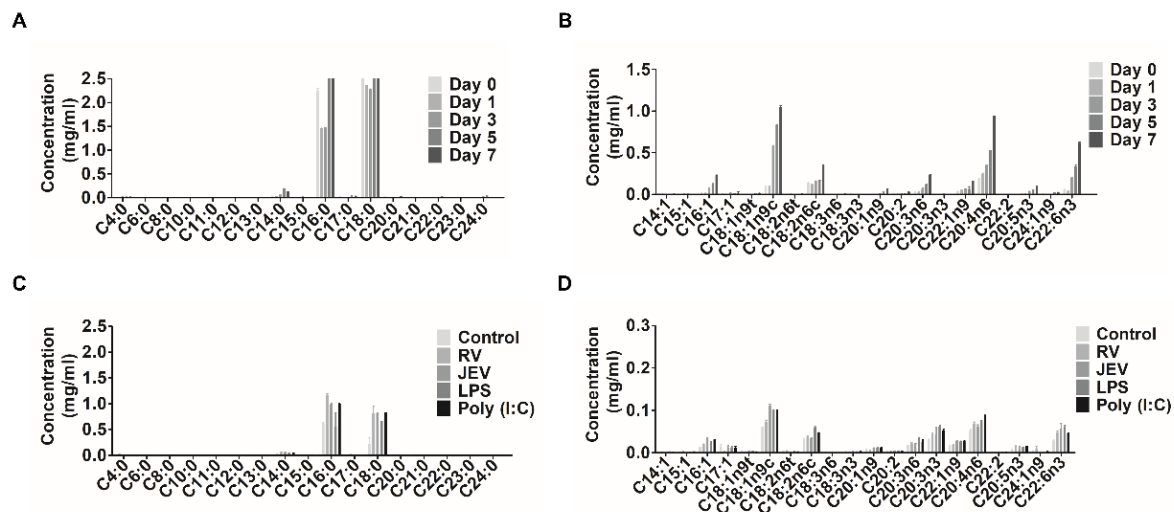 A
Concentration
(mg/ml)
2.5
2.0
1.5
1.0
0.5
0.0
Day 0
Day 1
Day 3
Day 5
Day 7
C4:0
C6:0
C8:0
C10:0
C11:0
C12:0
C13:0
C14:0
C15:0
C16:0
C17:0
C18:0
C20:0
C21:0
C22:0
C23:0
C24:0
B
Concentration
(mg/ml)
1.5
1.0
0.5
0.0
Day 0
Day 1
Day 3
Day 5
Day 7
C14:1
C15:1
C16:1
C17:1
C18:1n9t
C18:1n9c
C18:2n6t
C18:2n6c
C18:3n6
C18:3n3
C20:1n9
C20:2
C20:3n6
C20:3n3
C22:1n9
C20:4n6
C22:2
C20:5n3
C24:1n9
C22:6n3
C
Concentration
(mg/ml)
2.5
2.0
1.5
1.0
0.5
0.0
Control
RV
JEV
LPS
Poly (I:C)
C4:0
C6:0
C8:0
C10:0
C11:0
C12:0
C13:0
C14:0
C15:0
C16:0
C17:0
C18:0
C20:0
C21:0
C22:0
C23:0
C24:0
D
Concentration
(mg/ml)
0.3
0.2
0.1
0.0
Control
RV
JEV
LPS
Poly (I:C)
C14:1
C15:1
C16:1
C17:1
C18:1n9t
C18:1n9c
C18:2n6t
C18:2n6c
C18:3n6
C18:3n3
C20:1n9
C20:2
C20:3n6
C20:3n3
C22:1n9
C20:4n6
C22:2
C20:5n3
C24:1n9
C22:6n3